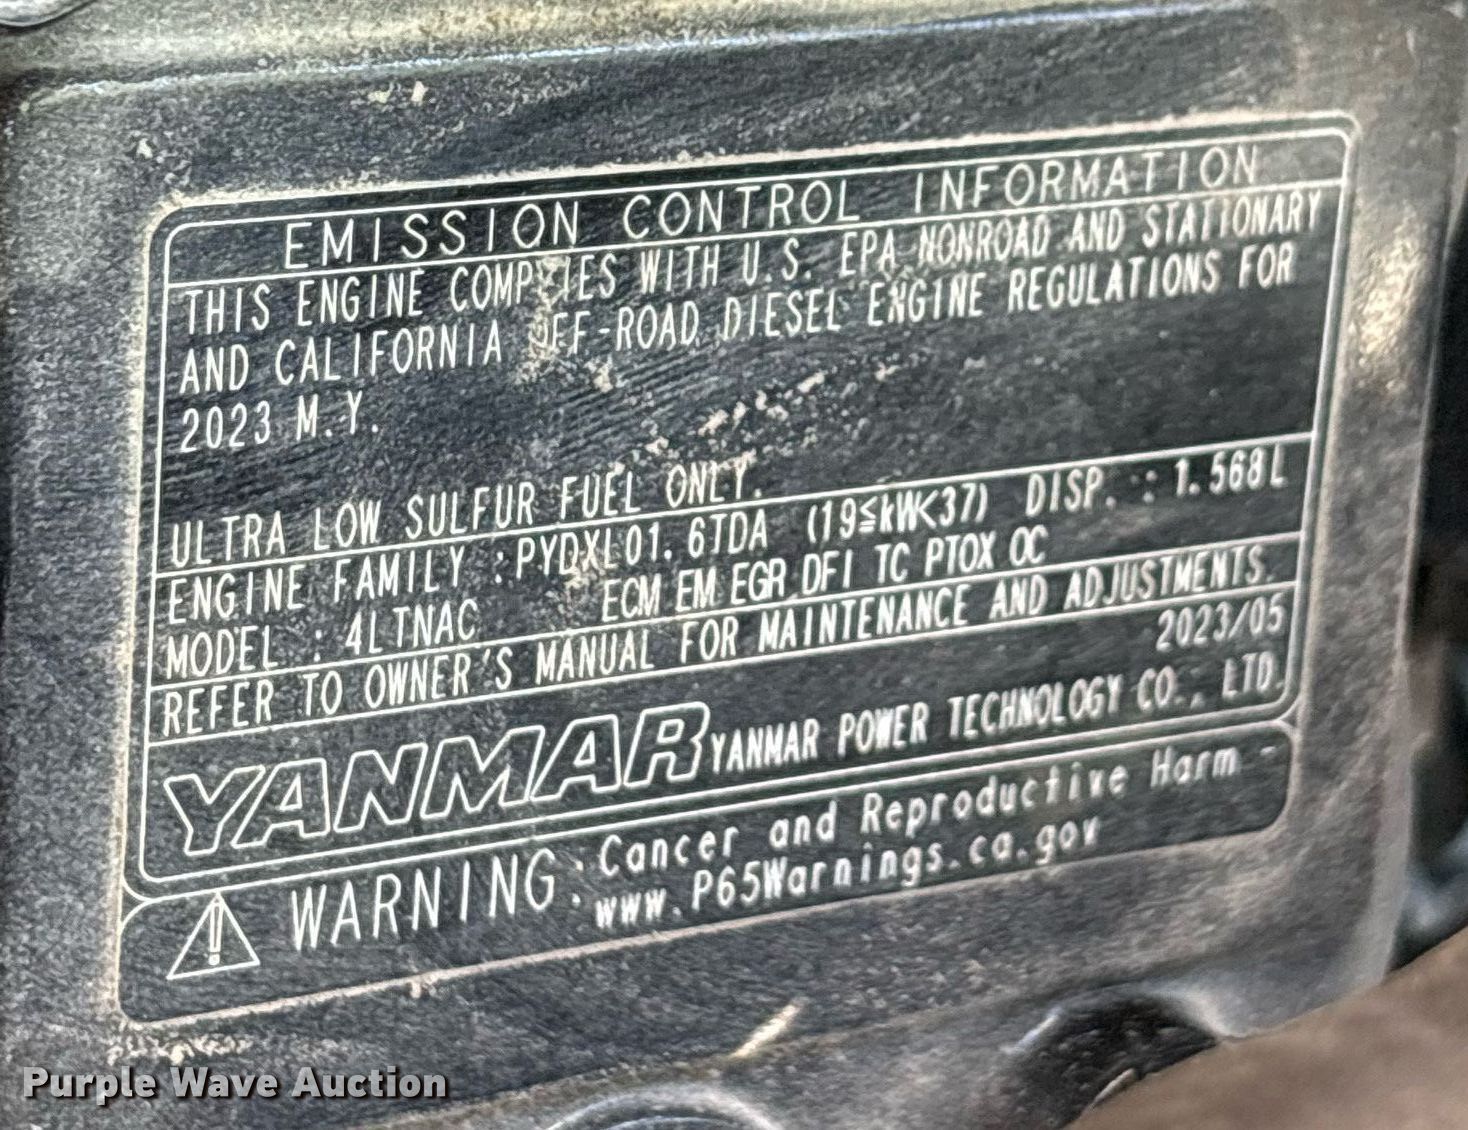 EMISSION CONTROL INFORMATION
THIS ENGINE COMPLIES WITH U.S. EPA NONROAD AND STATIONARY
AND CALIFORNIA OFF-ROAD DIESEL ENGINE REGULATIONS FOR
2023 M.Y.
ULTRA LOW SULFUR FUEL ONLY.
ENGINE FAMILY : PYDXL01.6TDA (19≦kW<37) DISP. : 1.568L
MODEL : 4LTNAC ECM EM EGR DFI TC PTOX OC
REFER TO OWNER'S MANUAL FOR MAINTENANCE AND ADJUSTMENTS.
2023/05
YANMAR YANMAR POWER TECHNOLOGY CO., LTD.
WARNING : Cancer and Reproductive Harm -
www.P65Warnings.ca.gov
Purple Wave Auction